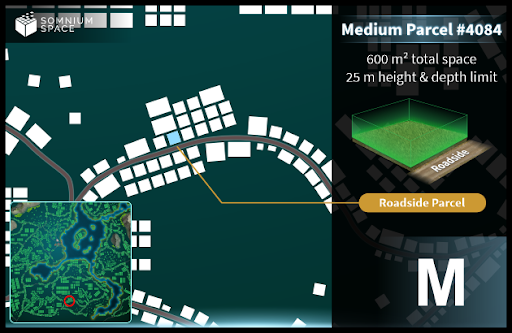 SOMNIUM
SPACE
Medium Parcel #4084
600 m² total space
25 m height & depth limit
Roadside
Roadside Parcel
M